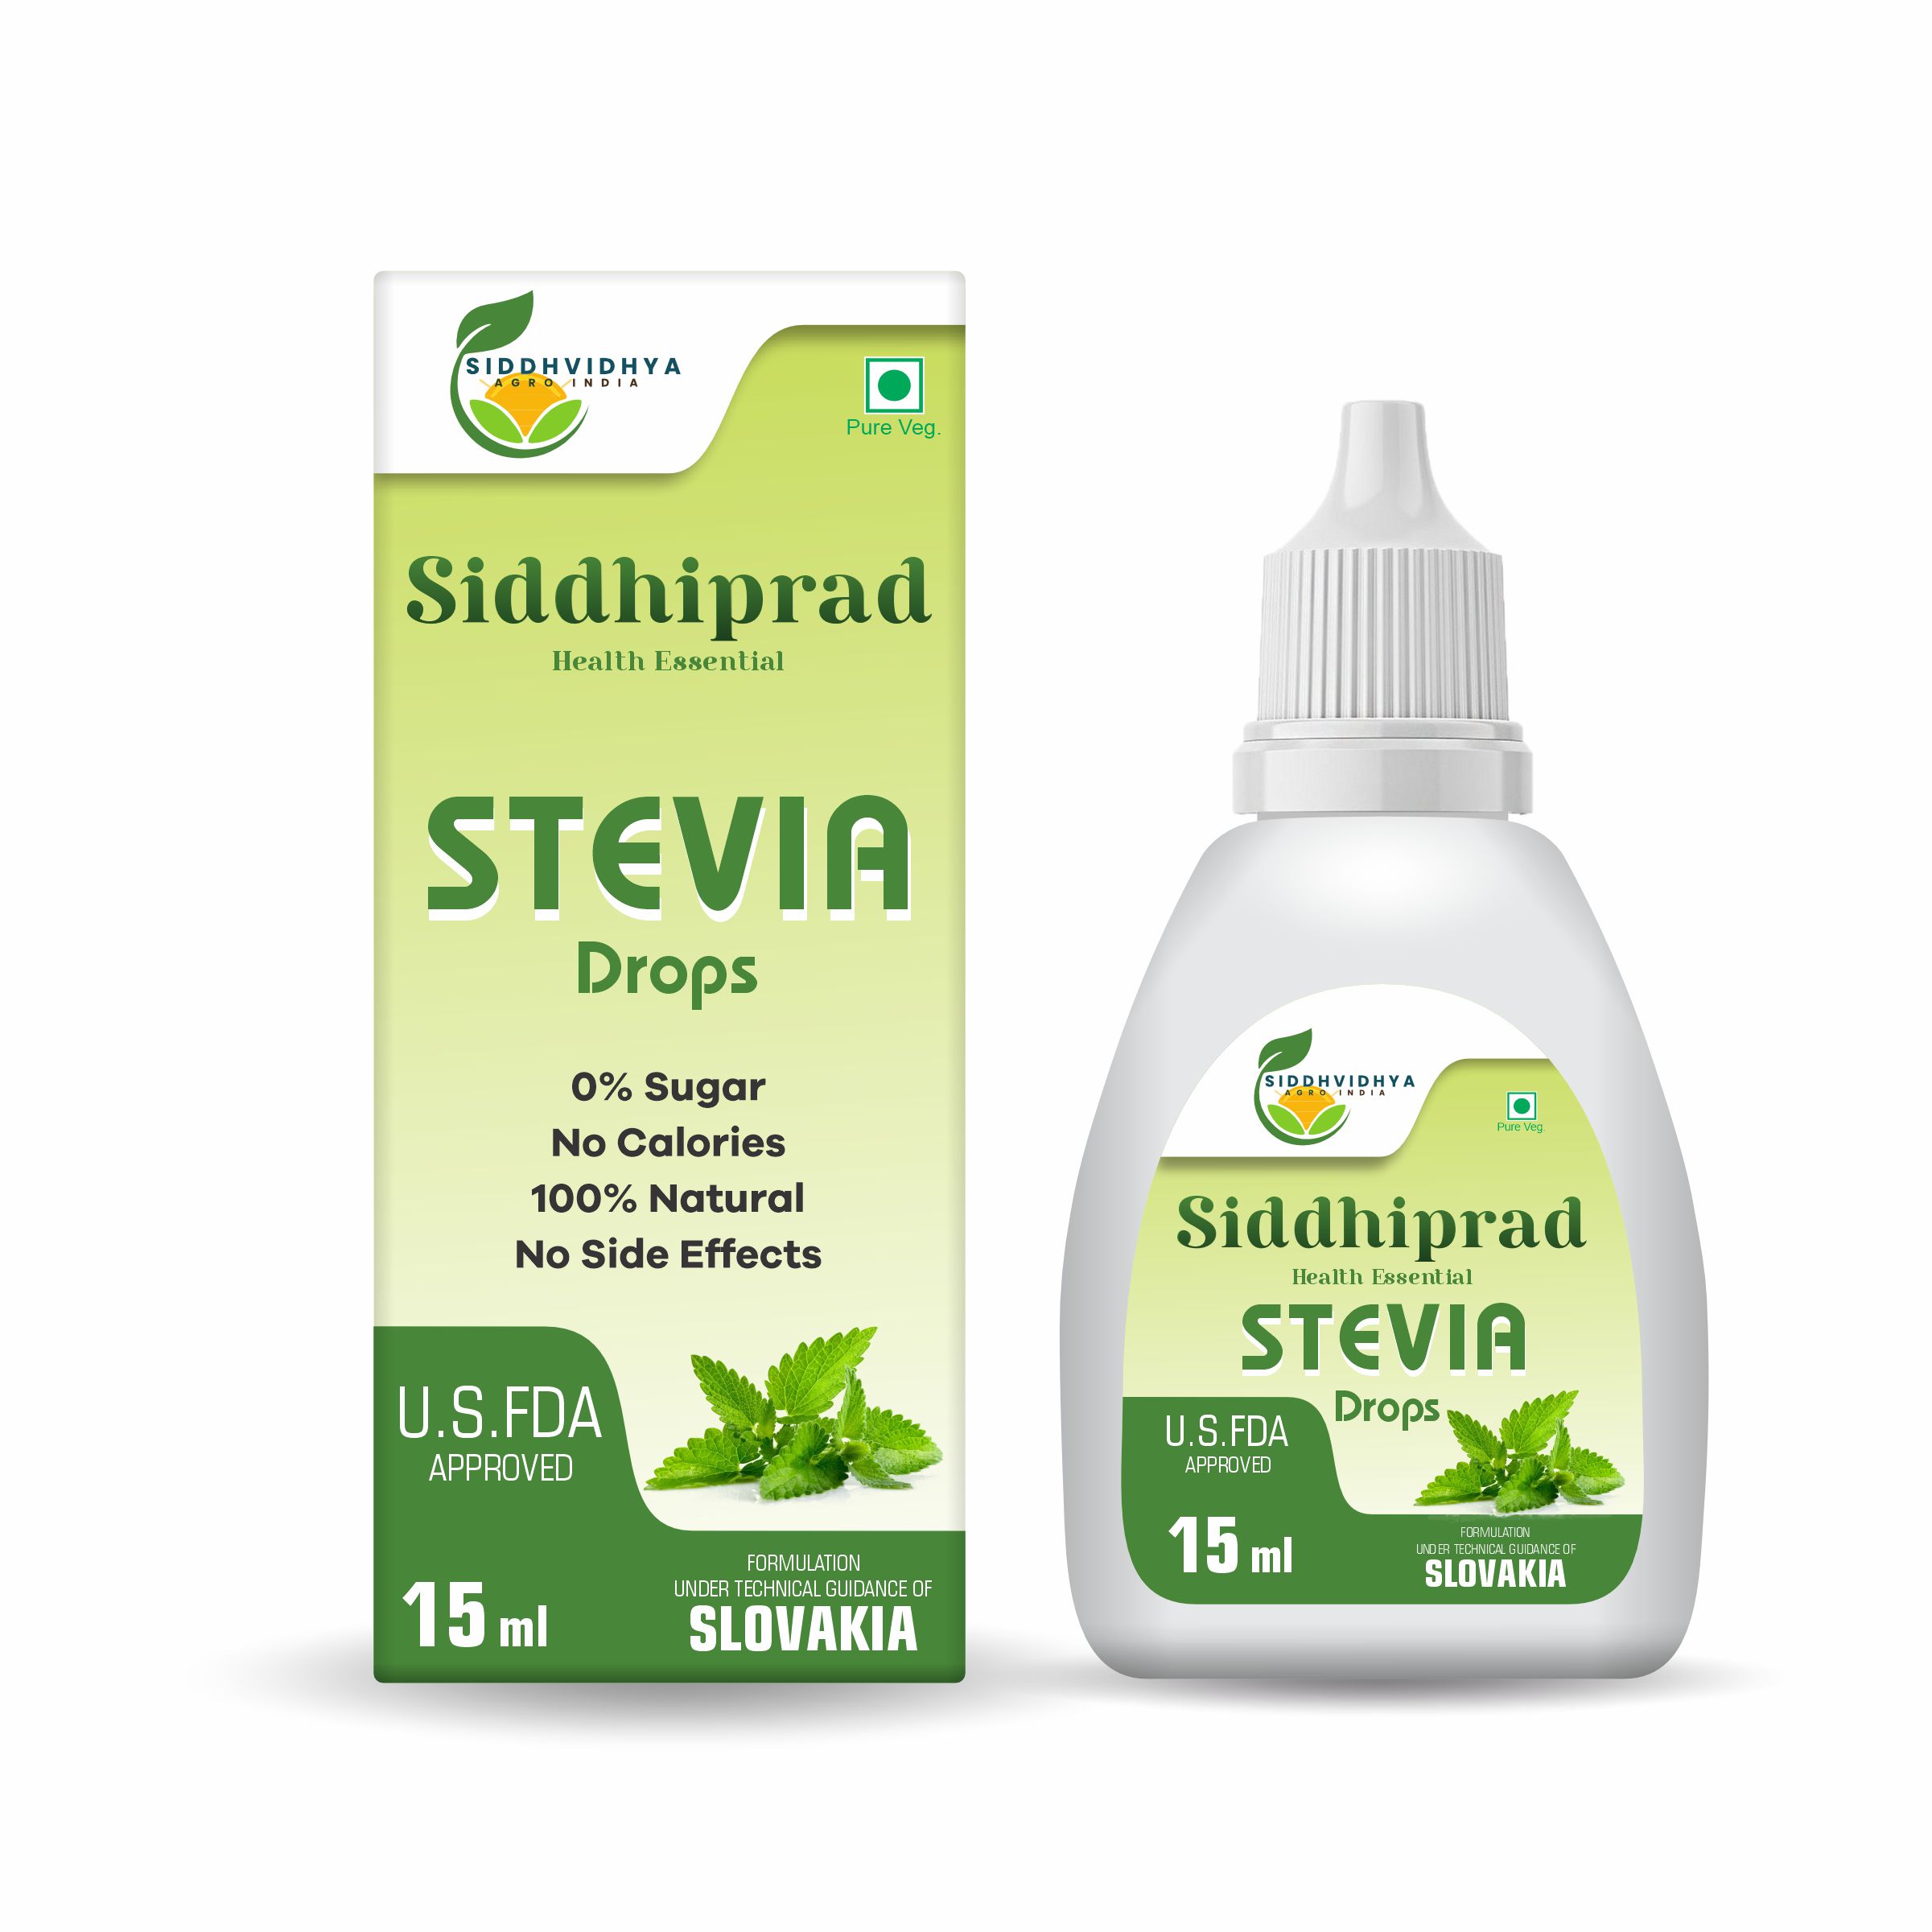 SIDDHVIDHYA
AGRO INDIA
Pure Veg.
Siddhiprad
Health Essential
STEVIA
Drops
0% Sugar
No Calories
100% Natural
No Side Effects
U.S.FDA
APPROVED
15 ml
FORMULATION
UNDER TECHNICAL GUIDANCE OF
SLOVAKIA
SIDDHVIDHYA
AGRO INDIA
Pure Veg.
Siddhiprad
Health Essential
STEVIA
Drops
U.S.FDA
APPROVED
15 ml
FORMULATION
UNDER TECHNICAL GUIDANCE OF
SLOVAKIA